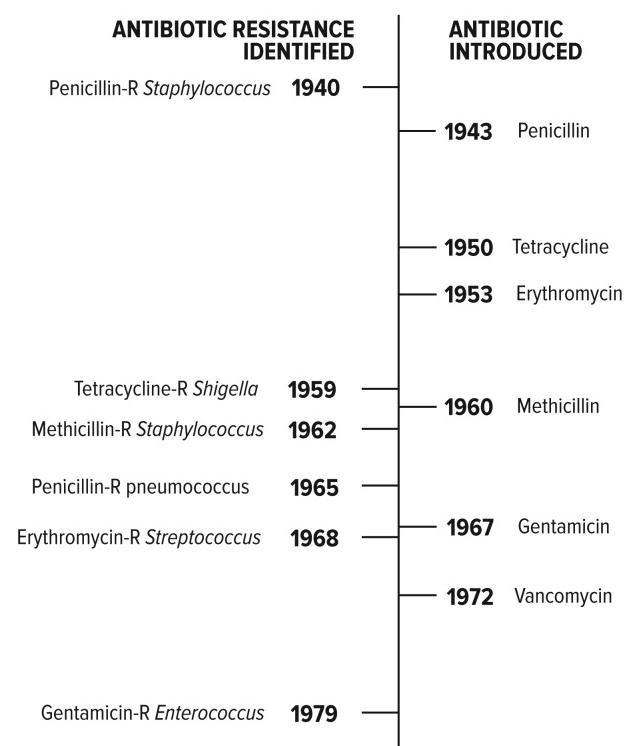 ANTIBIOTIC RESISTANCE
IDENTIFIED
ANTIBIOTIC
INTRODUCED
Penicillin-R Staphylococcus 1940
1943 Penicillin
1950 Tetracycline
1953 Erythromycin
Tetracycline-R Shigella 1959
1960 Methicillin
Methicillin-R Staphylococcus 1962
Penicillin-R pneumococcus 1965
1967 Gentamicin
Erythromycin-R Streptococcus 1968
1972 Vancomycin
Gentamicin-R Enterococcus 1979